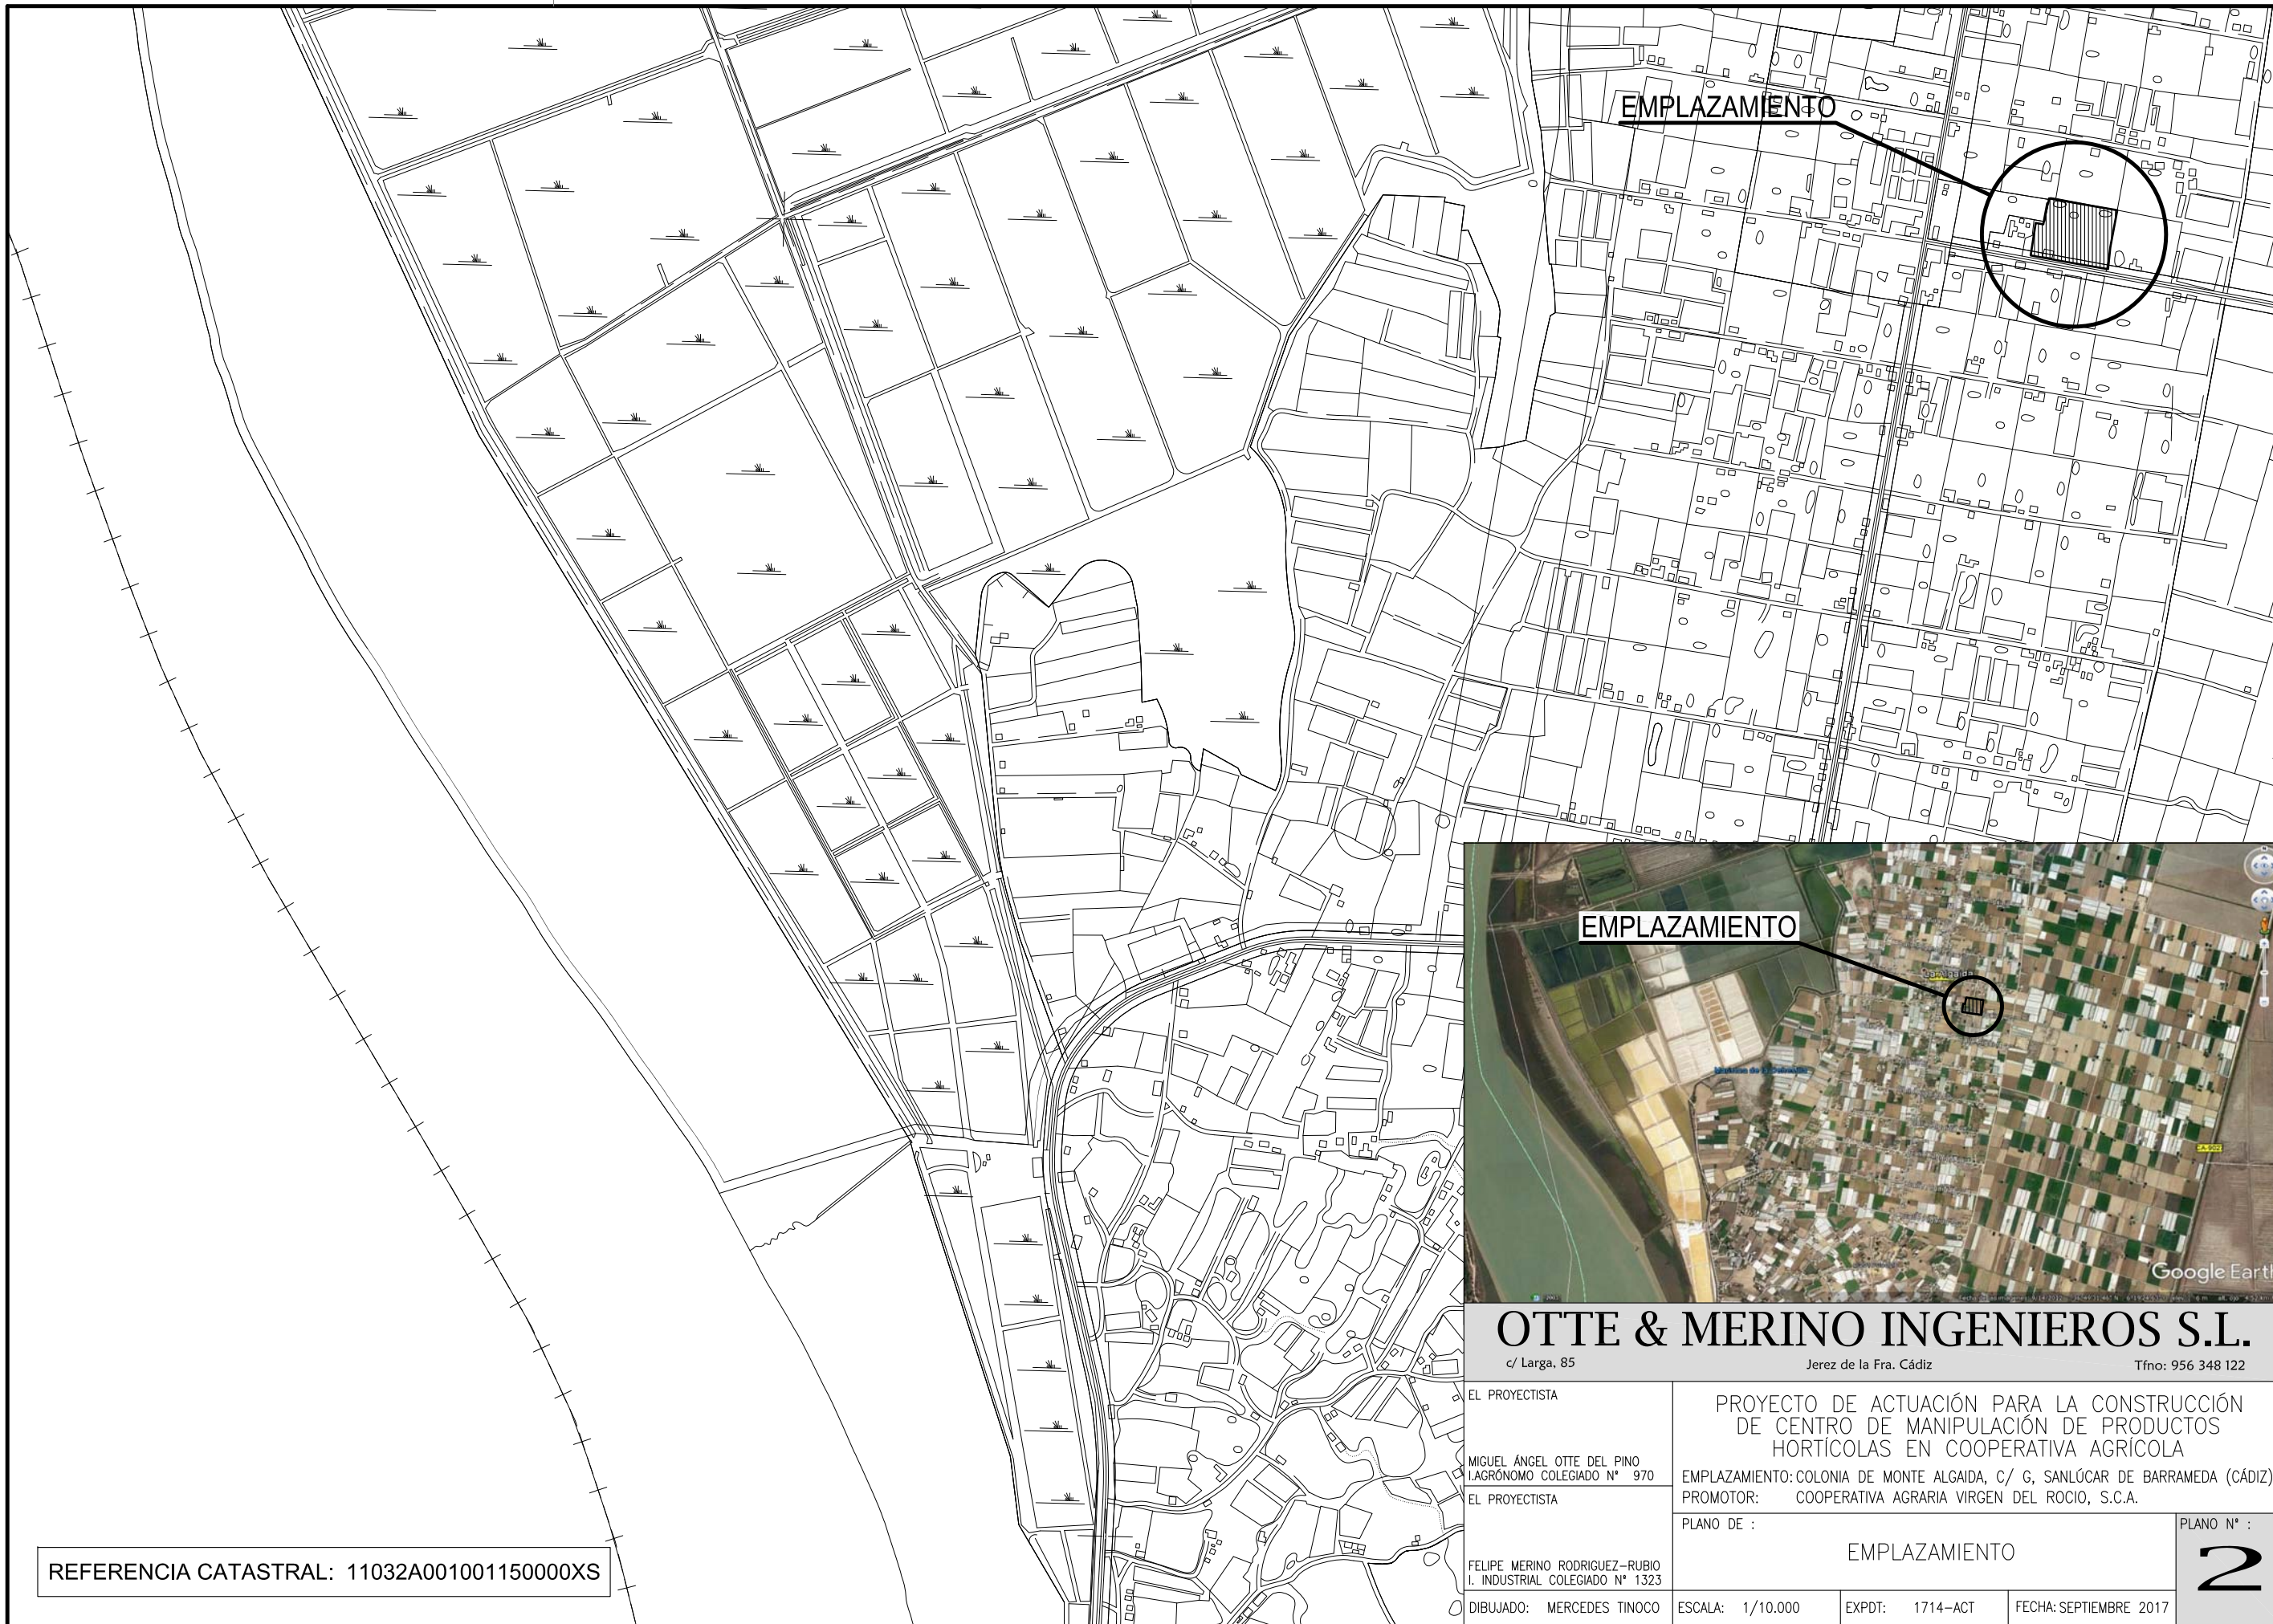 EMPLAZAMIENTO
EMPLAZAMIENTO
CA-9027
Google Earth
OTTE & MERINO INGENIEROS S.L.
c/ Larga, 85 Jerez de la Fra. Cádiz Tfno: 956 348 122
EL PROYECTISTA
MIGUEL ÁNGEL OTTE DEL PINO
I.AGRÓNOMO COLEGIADO Nº 970
EL PROYECTISTA
FELIPE MERINO RODRIGUEZ-RUBIO
I. INDUSTRIAL COLEGIADO Nº 1323
DIBUJADO: MERCEDES TINOCO
PROYECTO DE ACTUACIÓN PARA LA CONSTRUCCIÓN
DE CENTRO DE MANIPULACIÓN DE PRODUCTOS
HORTÍCOLAS EN COOPERATIVA AGRÍCOLA
EMPLAZAMIENTO: COLONIA DE MONTE ALGAIDA, C/ G, SANLÚCAR DE BARRAMEDA (CÁDIZ)
PROMOTOR: COOPERATIVA AGRARIA VIRGEN DEL ROCIO, S.C.A.
PLANO DE :
EMPLAZAMIENTO
PLANO Nº :
2
ESCALA: 1/10.000
EXPDT: 1714-ACT
FECHA: SEPTIEMBRE 2017
REFERENCIA CATASTRAL: 11032A001001150000XS